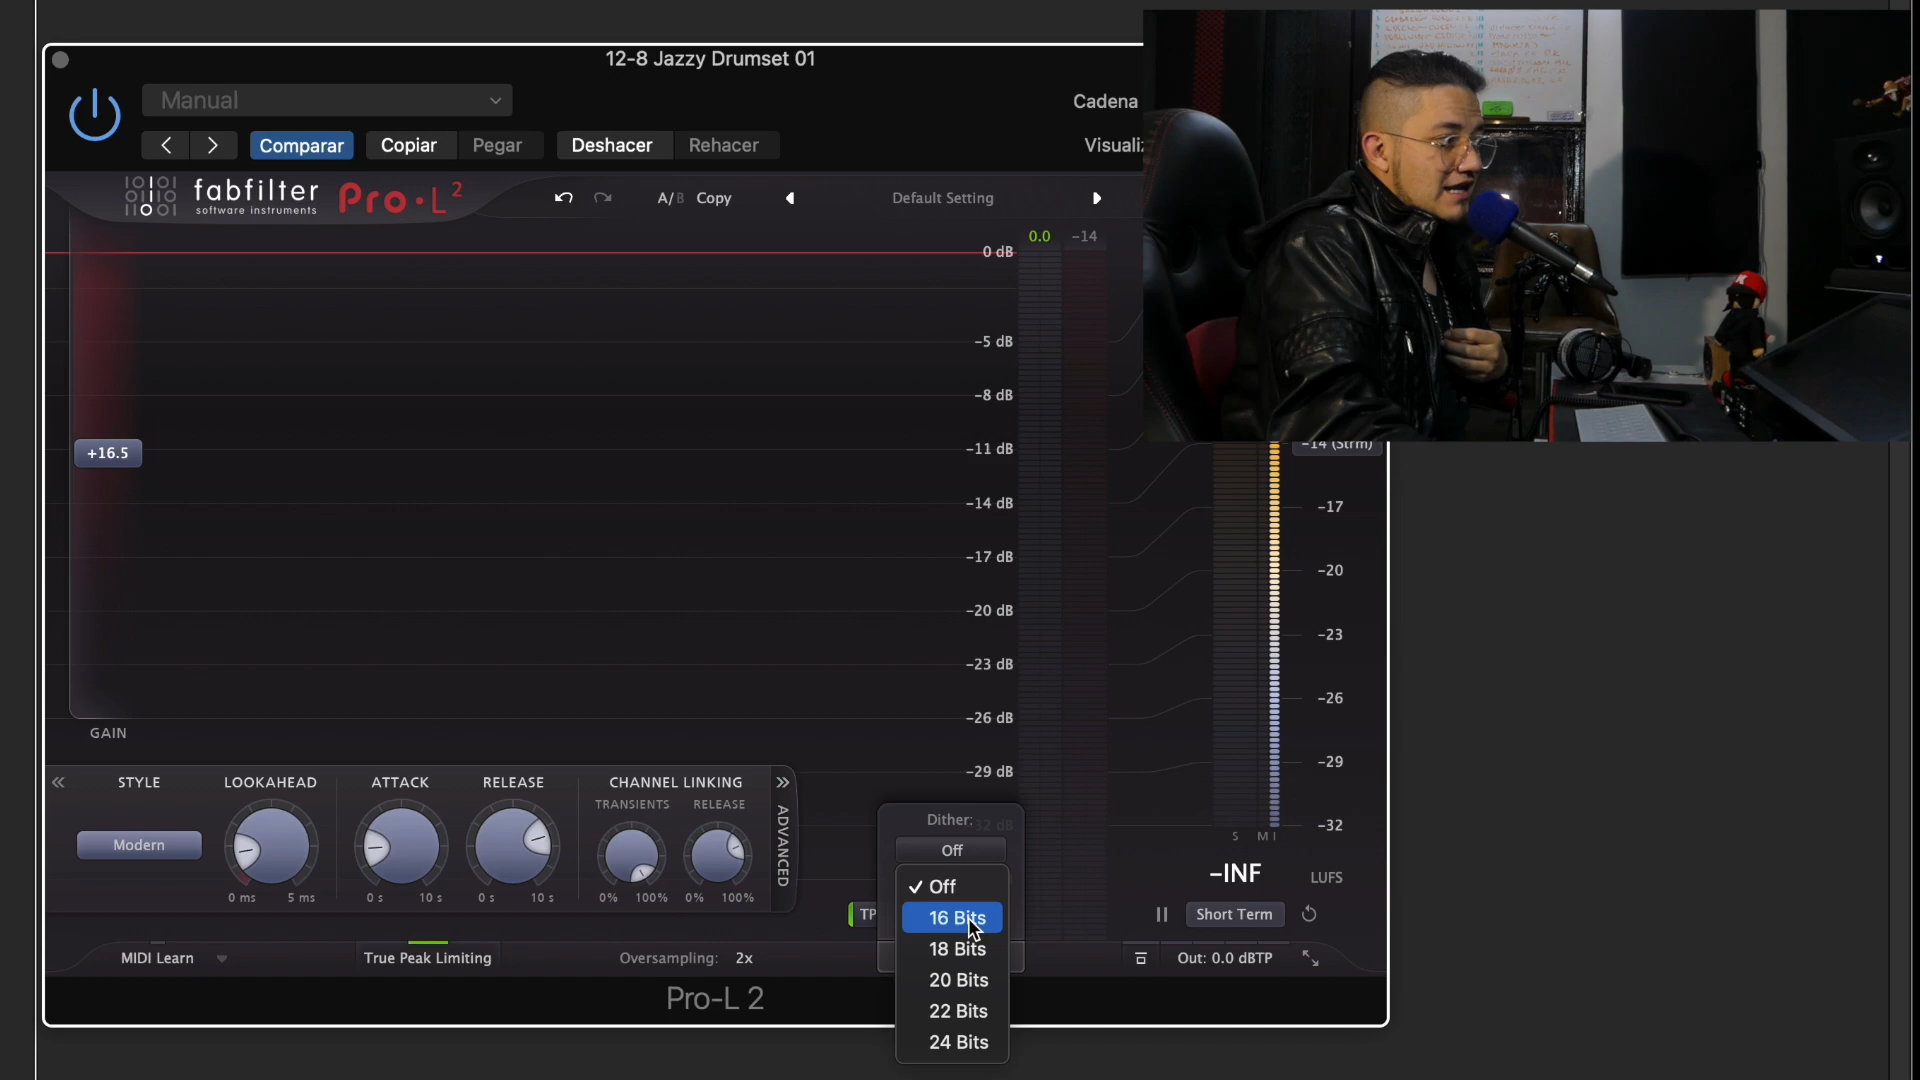 12-8 Jazzy Drumset 01
Manual
Cadena
Comparar
Copiar
Pegar
Deshacer
Rehacer
Visualiz
fabfilter
software instruments
Pro·L 2
A/B
Copy
Default Setting
0.0
-14
0 dB
-5 dB
-8 dB
-11 dB
+16.5
-14 dB
-17 dB
-20 dB
-23 dB
-26 dB
-29 dB
-32 dB
GAIN
-14 (Strm)
-17
-20
-23
-26
-29
-32
S
M
I
-INF
LUFS
Short Term
STYLE
LOOKAHEAD
ATTACK
RELEASE
CHANNEL LINKING
TRANSIENTS
RELEASE
Modern
0 ms
5 ms
0 s
10 s
0 s
10 s
0%
100%
0%
100%
ADVANCED
Dither:
Off
Off
16 Bits
18 Bits
20 Bits
22 Bits
24 Bits
TP
MIDI Learn
True Peak Limiting
Oversampling: 2x
Out: 0.0 dBTP
Pro-L 2